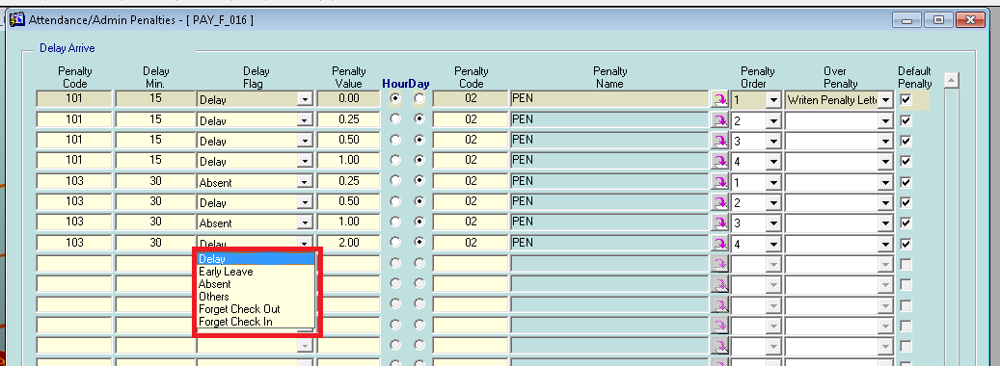 Attendance/Admin Penalties - [ PAY_F_016 ]
Delay Arrive
Penalty Code Delay Min. Delay Flag Penalty Value HourDay Penalty Code Penalty Name Penalty Order Over Penalty Default Penalty
101 15 Delay 0.00 02 PEN 1 Writen Penalty Lett
101 15 Delay 0.25 02 PEN 2
101 15 Delay 0.50 02 PEN 3
101 15 Delay 1.00 02 PEN 4
103 30 Absent 0.25 02 PEN 1
103 30 Delay 0.50 02 PEN 2
103 30 Absent 1.00 02 PEN 3
103 30 Delay 2.00 02 PEN 4
Delay
Early Leave
Absent
Others
Forget Check Out
Forget Check In